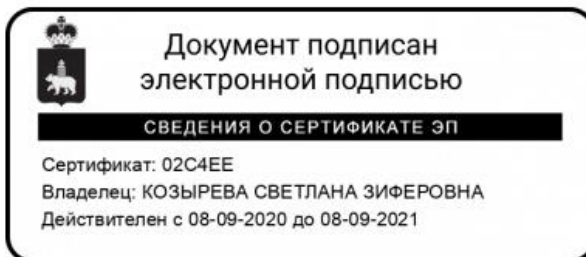 Документ подписан
электронной подписью
СВЕДЕНИЯ О СЕРТИФИКАТЕ ЭП
Сертификат: 02C4EE
Владелец: КОЗЫРЕВА СВЕТЛАНА ЗИФЕРОВНА
Действителен с 08-09-2020 до 08-09-2021